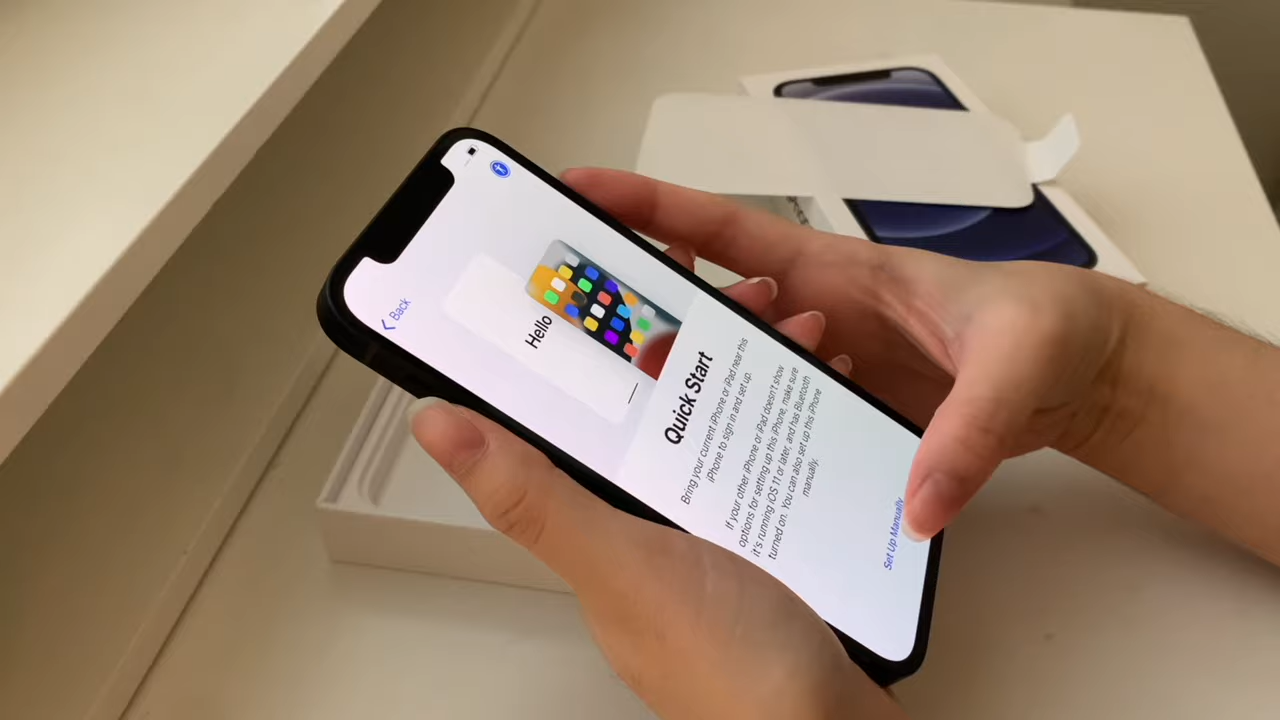 Back
Hello
Quick Start
Bring your current iPhone or iPad near this
iPhone to sign in and set up.
If your other iPhone or iPad doesn't show
options for setting up this iPhone, make sure
it's running iOS 11 or later, and has Bluetooth
turned on. You can also set up this iPhone
manually.
Set Up Manually